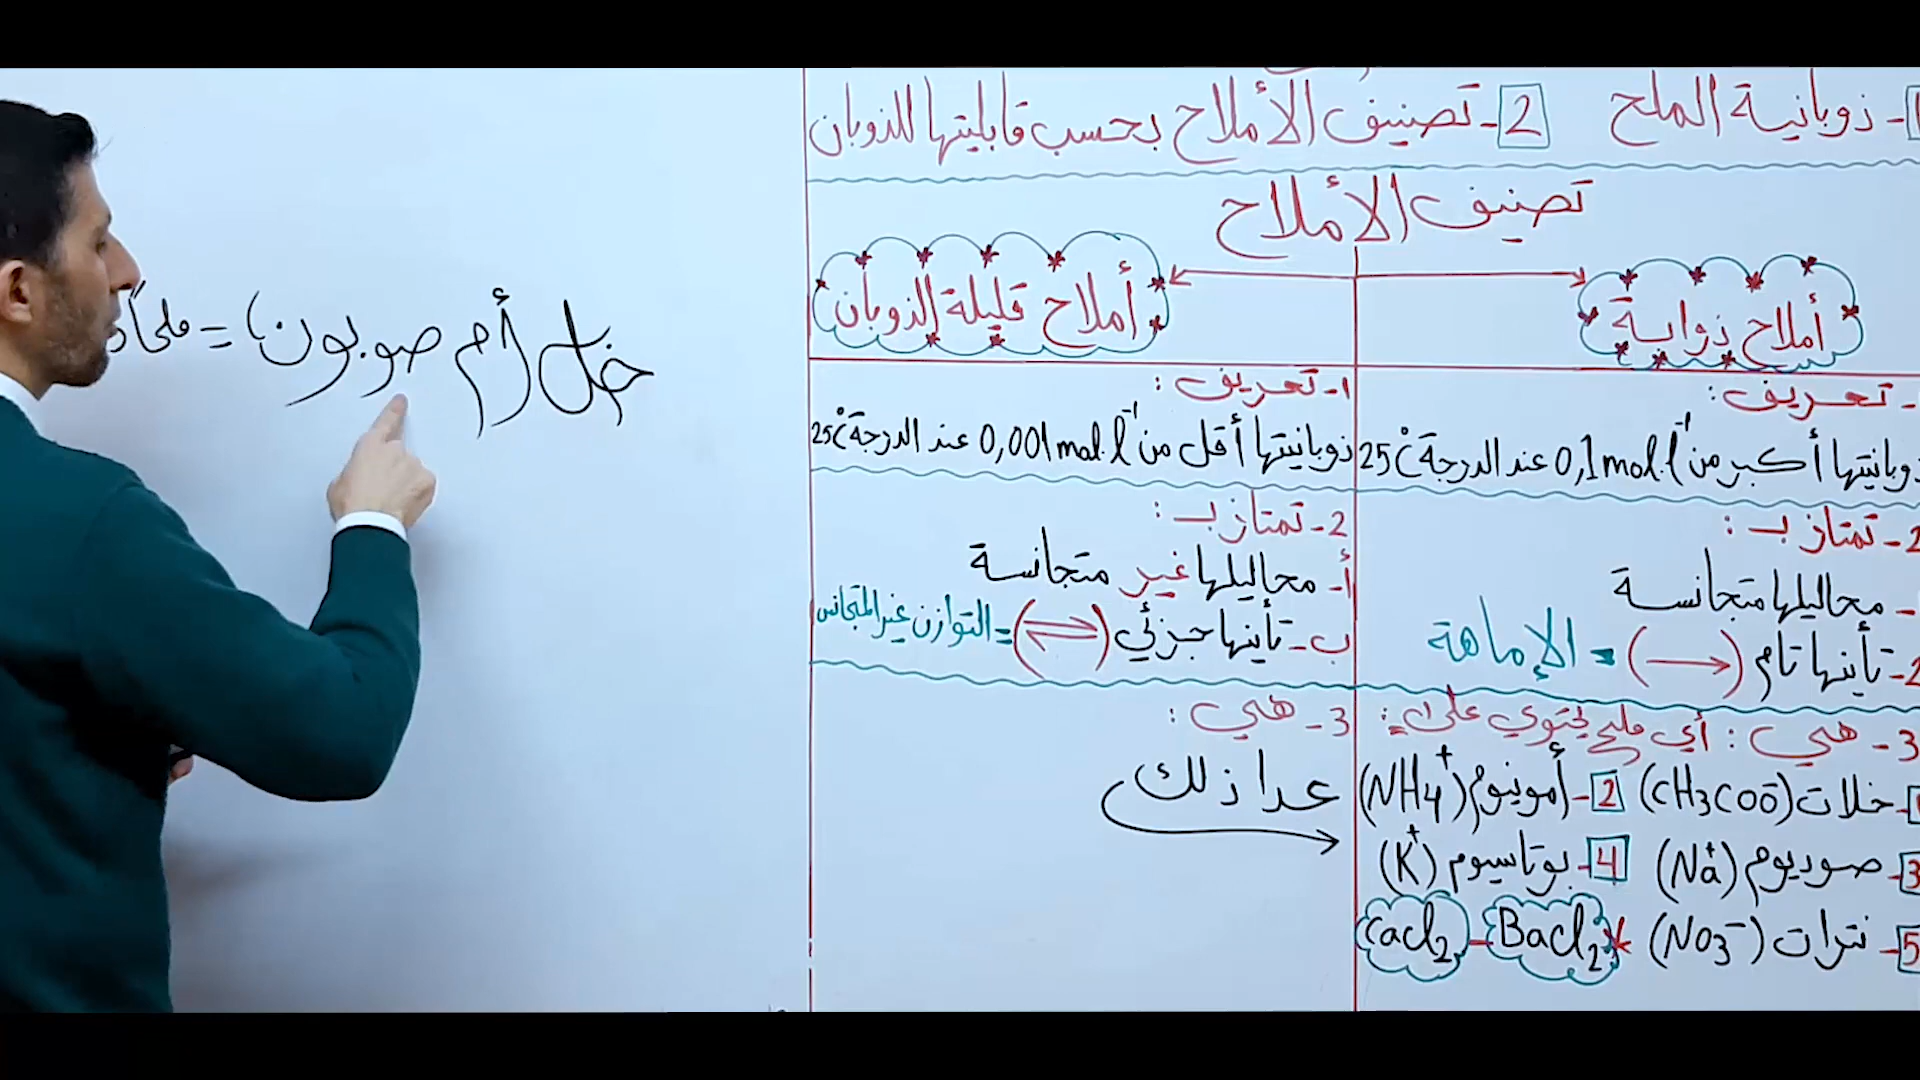 1- ذوبانية الملح 2- تصنيف الأملاح بحسب قابليتها للذوبان
تصنيف الأملاح
أملاح ذوابة
- تعريف:
ذوبانيتها أكبر من 0,1 mol.l⁻¹ عند الدرجة 25°C
2- تمتاز بـ:
- محاليلها متجانسة
2- تأينها تام (→) = الإماهة
3- هي: أي ملح يحتوي على:
1- خلات (CH3COO⁻) 2- أمونيوم (NH4⁺)
3- صوديوم (Na⁺) 4- بوتاسيوم (K⁺)
5- نترات (NO3⁻) * BaCl2 - CaCl2
أملاح قليلة الذوبان
1- تعريف:
ذوبانيتها أقل من 0,001 mol.l⁻¹ عند الدرجة 25°C
2- تمتاز بـ:
أ- محاليلها غير متجانسة
ب- تأينها جزئي (⇌) = التوازن غير المتجانس
3- هي:
عدا ذلك
خل أم صوبون) =